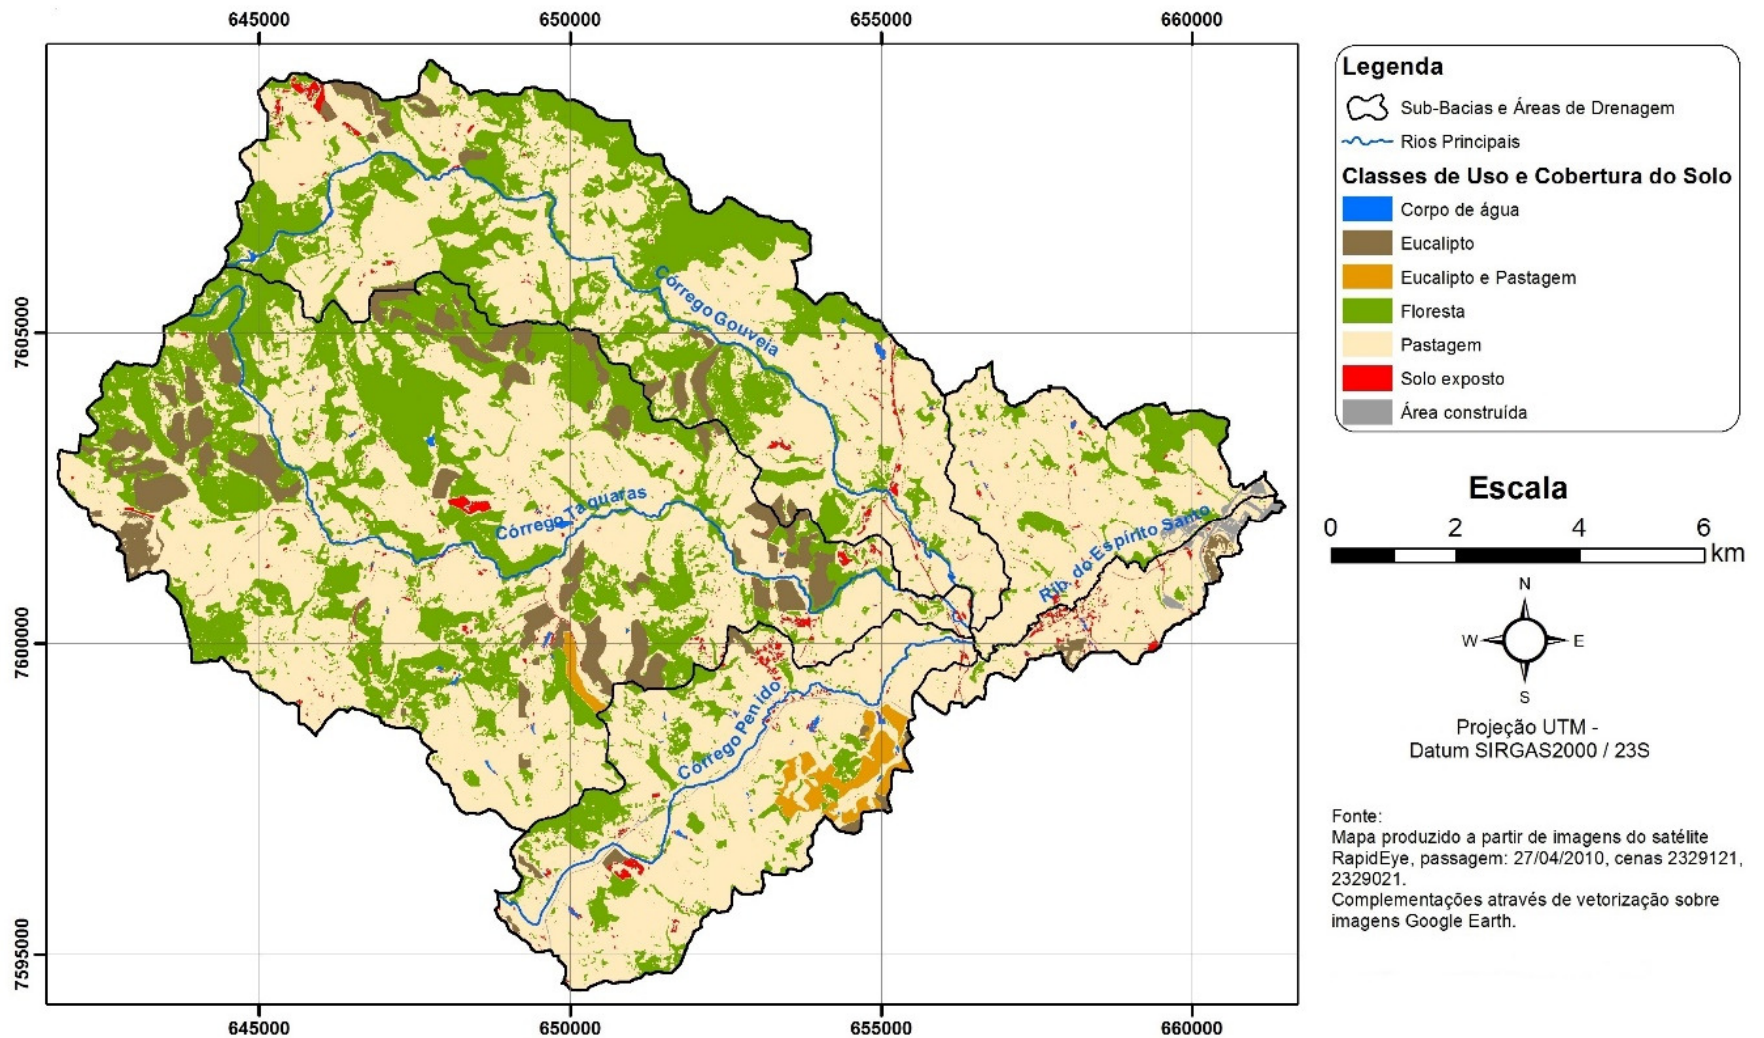 645000 650000 655000 660000
7605000
7600000
7595000
645000 650000 655000 660000
Córrego Gouveia
Córrego Taquaras
Rib. do Espírito Santo
Córrego Penido
Legenda
Sub-Bacias e Áreas de Drenagem
Rios Principais
Classes de Uso e Cobertura do Solo
Corpo de água
Eucalipto
Eucalipto e Pastagem
Floresta
Pastagem
Solo exposto
Área construída
Escala
0 2 4 6
km
N
W E
S
Projeção UTM -
Datum SIRGAS2000 / 23S
Fonte:
Mapa produzido a partir de imagens do satélite
RapidEye, passagem: 27/04/2010, cenas 2329121,
2329021.
Complementações através de vetorização sobre
imagens Google Earth.